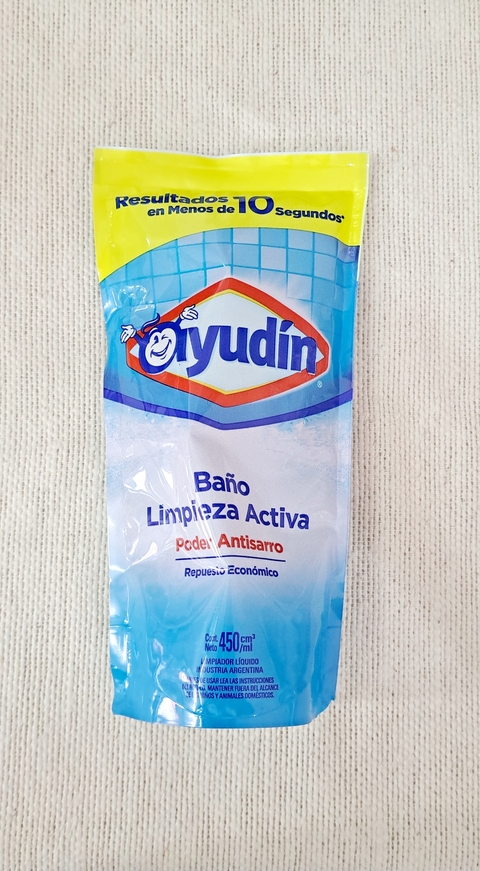 Resultados
en Menos de 10 Segundos*
ayudín
®
Baño
Limpieza Activa
Poder Antisarro
Repuesto Económico
Cont. Neto 450 cm³/ml
LIMPIADOR LÍQUIDO
INDUSTRIA ARGENTINA
DE USAR LEA LAS INSTRUCCIONES
MANTENER FUERA DEL ALCANCE
Y ANIMALES DOMÉSTICOS.